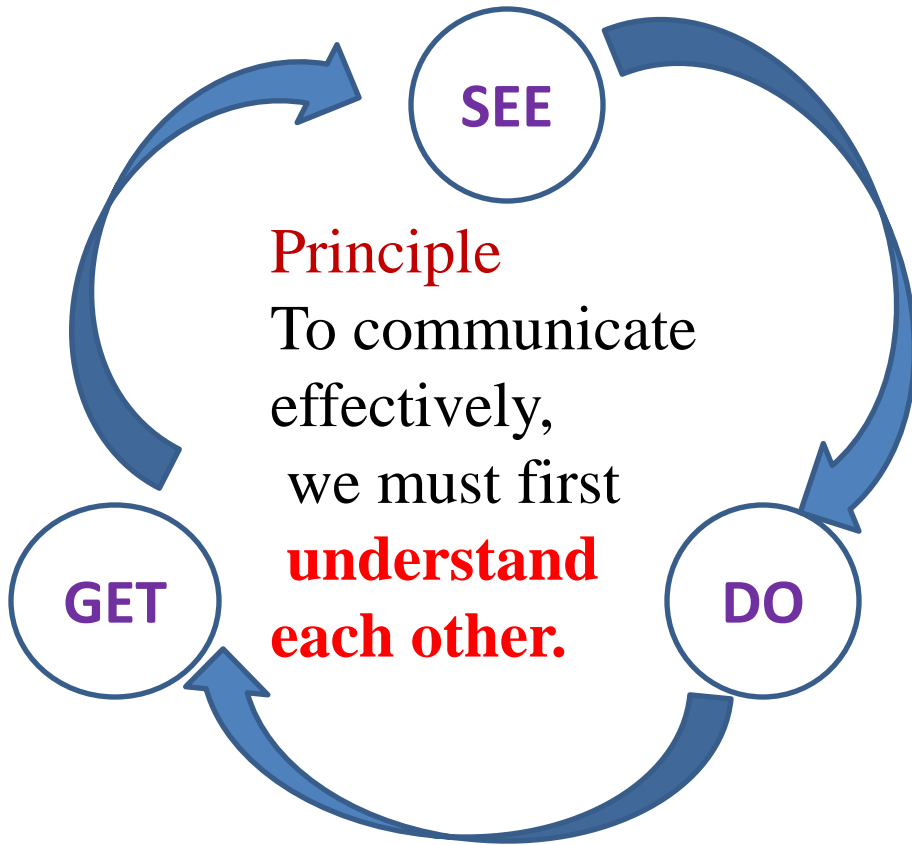 SEE
Principle
To communicate
effectively,
we must first
understand
each other.
GET
DO